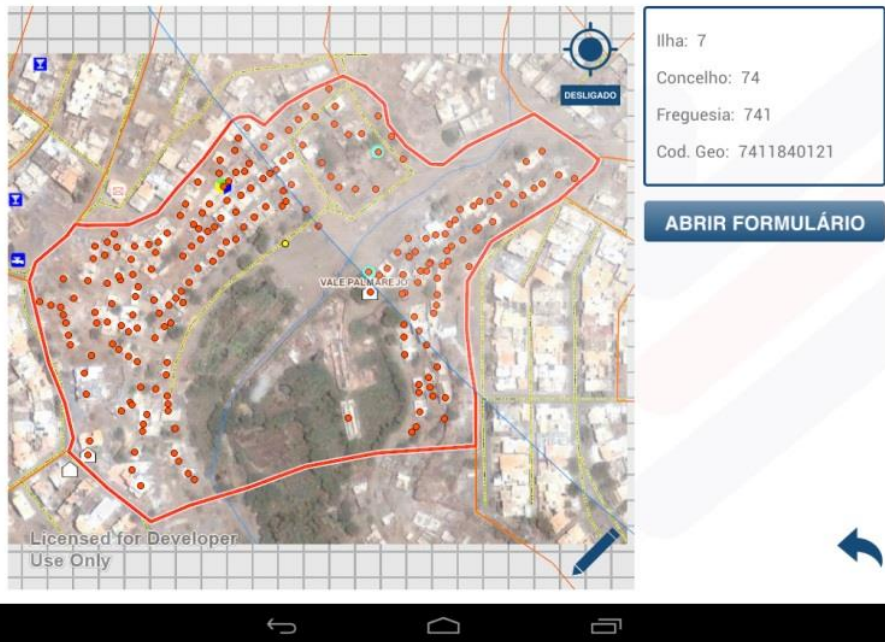 DESLIGADO
VALE PALMAREJO
Licensed for Developer
Use Only
Ilha: 7
Concelho: 74
Freguesia: 741
Cod. Geo: 7411840121
ABRIR FORMULÁRIO